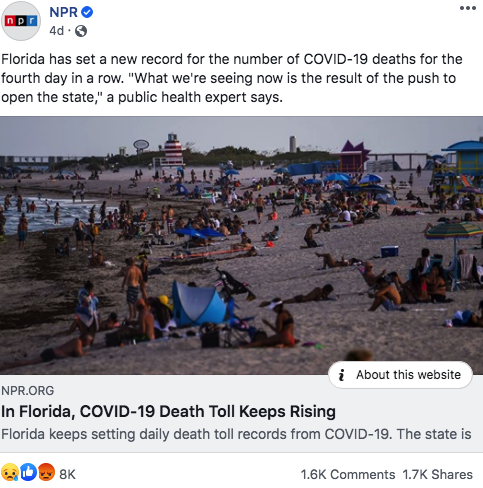 npr
NPR
4d ·
Florida has set a new record for the number of COVID-19 deaths for the
fourth day in a row. "What we're seeing now is the result of the push to
open the state," a public health expert says.
i About this website
NPR.ORG
In Florida, COVID-19 Death Toll Keeps Rising
Florida keeps setting daily death toll records from COVID-19. The state is
8K
1.6K Comments 1.7K Shares